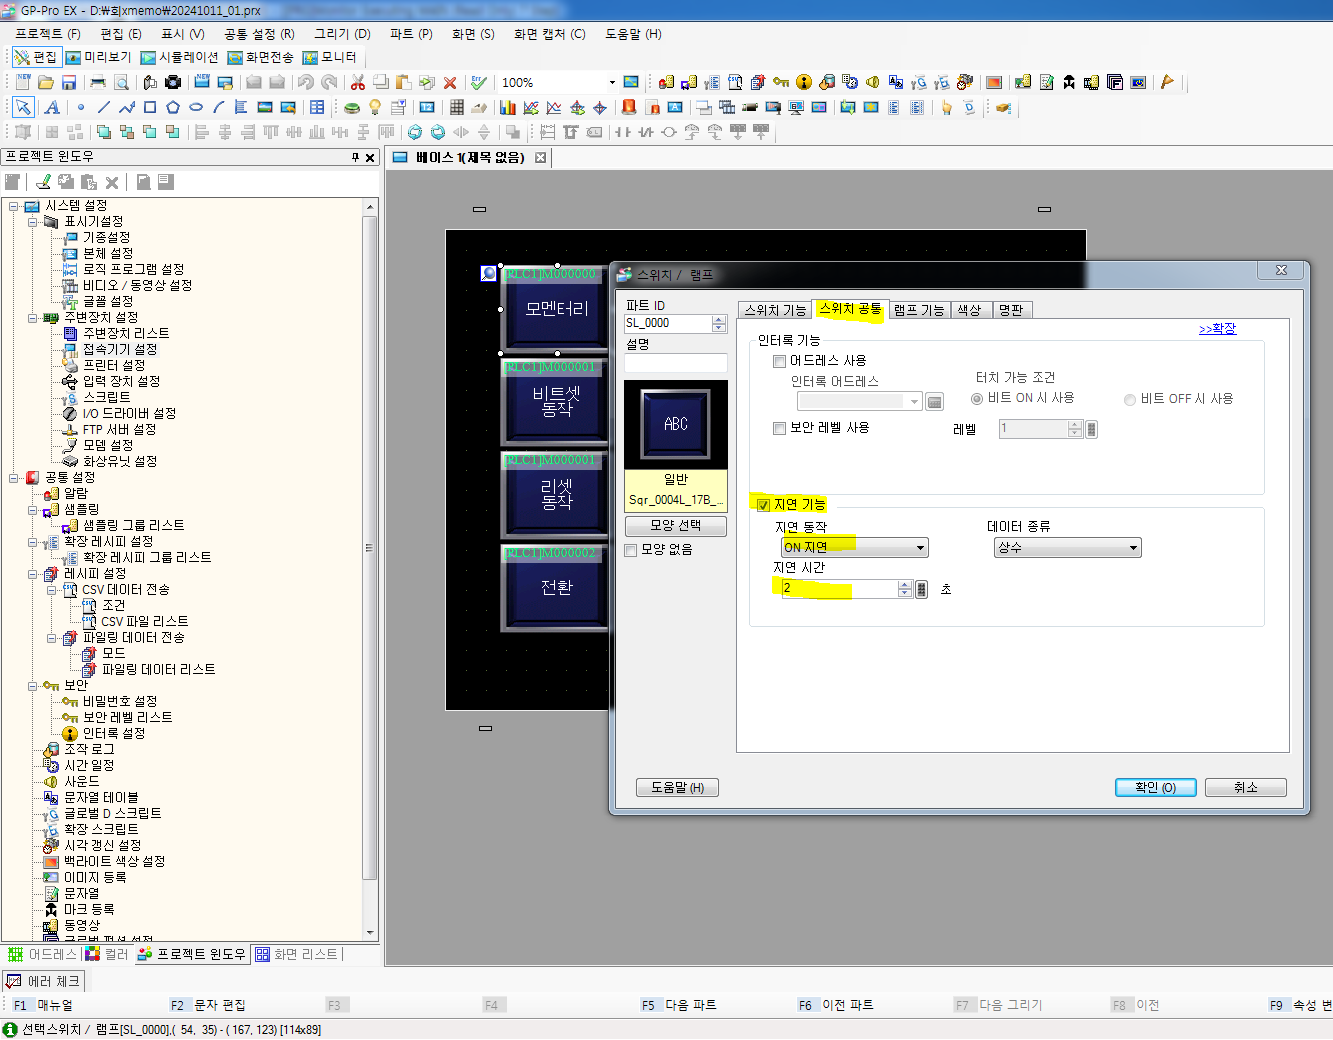 GP-Pro EX - D:\회xmemo\20241011_01.prx
프로젝트 (F) 편집 (E) 표시 (V) 공통 설정 (R) 그리기 (D) 파트 (P) 화면 (S) 화면 캡처 (C) 도움말 (H)
편집 미리보기 시뮬레이션 화면전송 모니터
100%
프로젝트 윈도우
베이스 1(제목 없음)
시스템 설정
표시기설정
기종설정
본체 설정
로직 프로그램 설정
비디오 / 동영상 설정
글꼴 설정
주변장치 설정
주변장치 리스트
접속기기 설정
프린터 설정
입력 장치 설정
스크립트
I/O 드라이버 설정
FTP 서버 설정
모뎀 설정
화상유닛 설정
공통 설정
알람
샘플링
샘플링 그룹 리스트
확장 레시피 설정
확장 레시피 그룹 리스트
레시피 설정
CSV 데이터 전송
조건
CSV 파일 리스트
파일링 데이터 전송
모드
파일링 데이터 리스트
보안
비밀번호 설정
보안 레벨 리스트
인터록 설정
조작 로그
시간 일정
사운드
문자열 테이블
글로벌 D 스크립트
확장 스크립트
시각 갱신 설정
백라이트 색상 설정
이미지 등록
문자열
마크 등록
동영상
어드레스 컬러 프로젝트 윈도우 화면 리스트
[PLC1]M000000
모멘터리
[PLC1]M000001
비트셋
동작
[PLC1]M000001
리셋
동작
[PLC1]M000002
전환
스위치 / 램프
파트 ID
SL_0000
설명
ABC
일반
Sqr_0004L_17B_...
모양 선택
모양 없음
스위치 기능 스위치 공통 램프 기능 색상 명판
>>확장
인터록 기능
어드레스 사용
인터록 어드레스
터치 가능 조건
비트 ON 시 사용 비트 OFF 시 사용
보안 레벨 사용 레벨 1
지연 기능
지연 동작 데이터 종류
ON 지연 상수
지연 시간
2 초
도움말 (H) 확인 (O) 취소
에러 체크
F1 매뉴얼 F2 문자 편집 F3 F4 F5 다음 파트 F6 이전 파트 F7 다음 그리기 F8 이전 F9 속성 변
선택스위치 / 램프[SL_0000],( 54, 35) - ( 167, 123) [114x89]